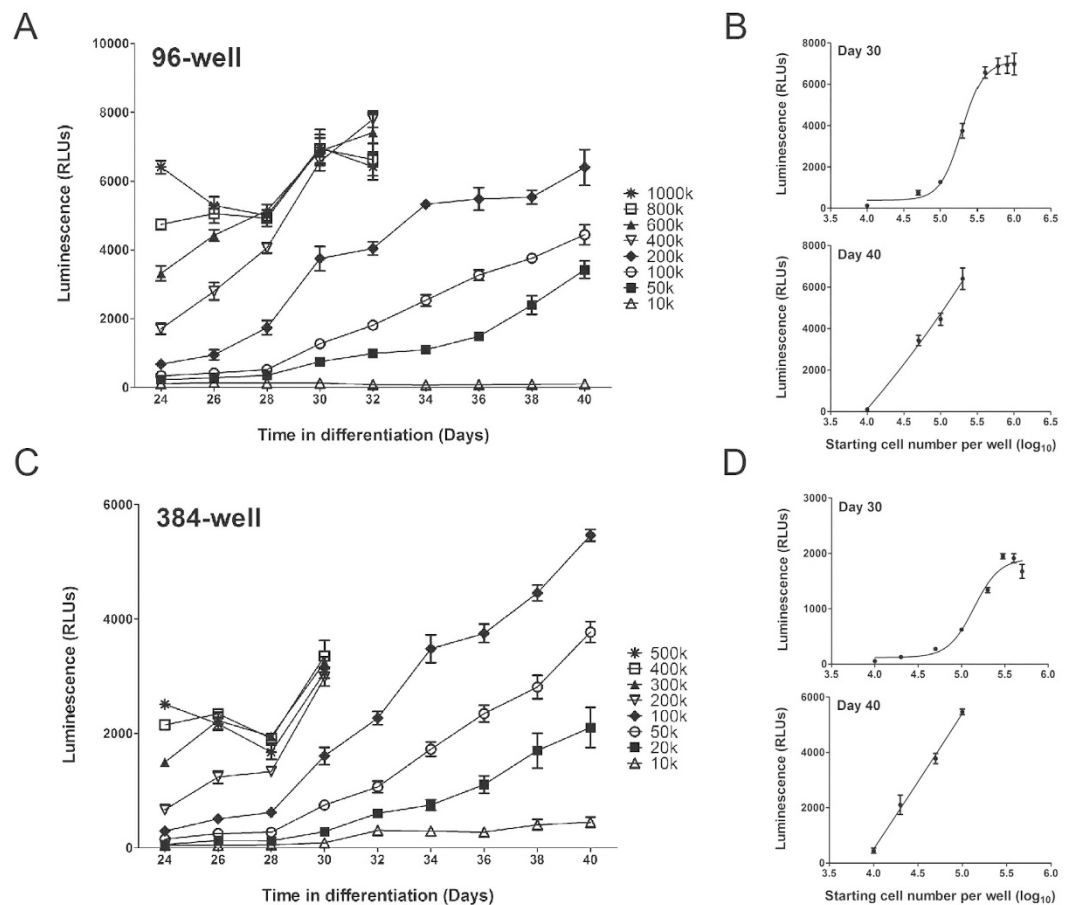 A
96-well
Luminescence (RLUs)
10000
8000
6000
4000
2000
0
24 26 28 30 32 34 36 38 40
Time in differentiation (Days)
1000k
800k
600k
400k
200k
100k
50k
10k
B
Day 30
Luminescence (RLUs)
8000
6000
4000
2000
0
3.5 4.0 4.5 5.0 5.5 6.0 6.5
Day 40
Luminescence (RLUs)
8000
6000
4000
2000
0
3.5 4.0 4.5 5.0 5.5 6.0 6.5
Starting cell number per well (log₁₀)
C
384-well
Luminescence (RLUs)
6000
4000
2000
0
24 26 28 30 32 34 36 38 40
Time in differentiation (Days)
500k
400k
300k
200k
100k
50k
20k
10k
D
Day 30
Luminescence (RLUs)
3000
2000
1000
0
3.5 4.0 4.5 5.0 5.5 6.0
Day 40
Luminescence (RLUs)
6000
4000
2000
0
3.5 4.0 4.5 5.0 5.5 6.0
Starting cell number per well (log₁₀)